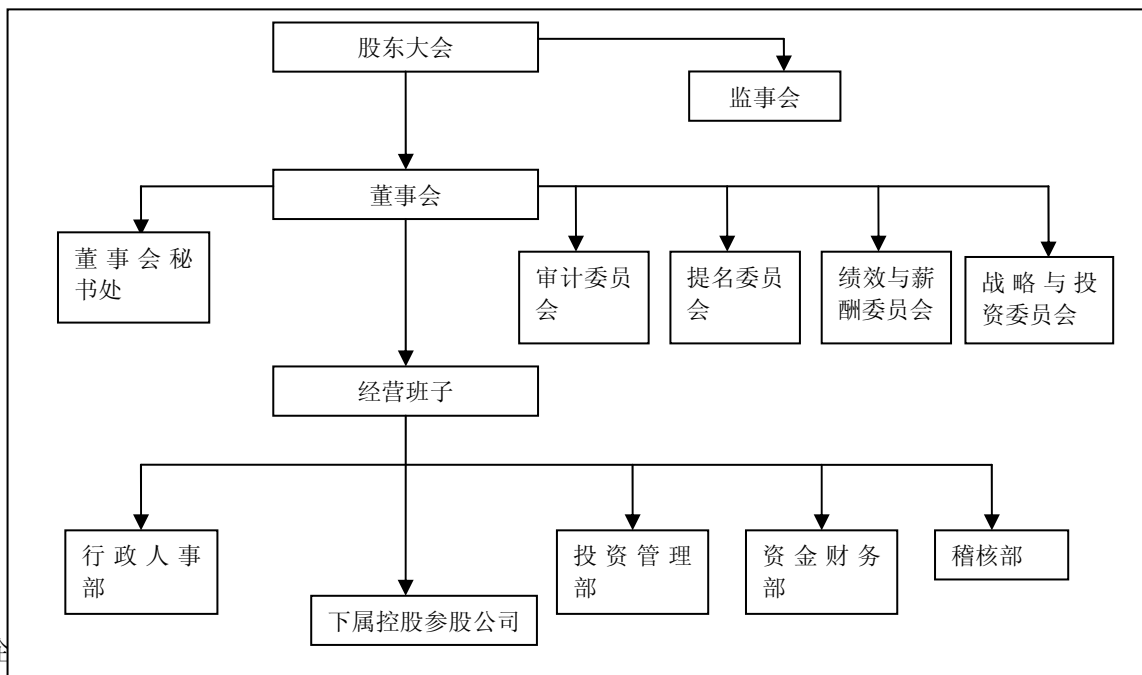 股东大会
监事会
董事会
董事会秘
书处
审计委员
会
提名委员
会
绩效与薪
酬委员会
战略与投
资委员会
经营班子
行政人事
部
下属控股参股公司
投资管理
部
资金财务
部
稽核部